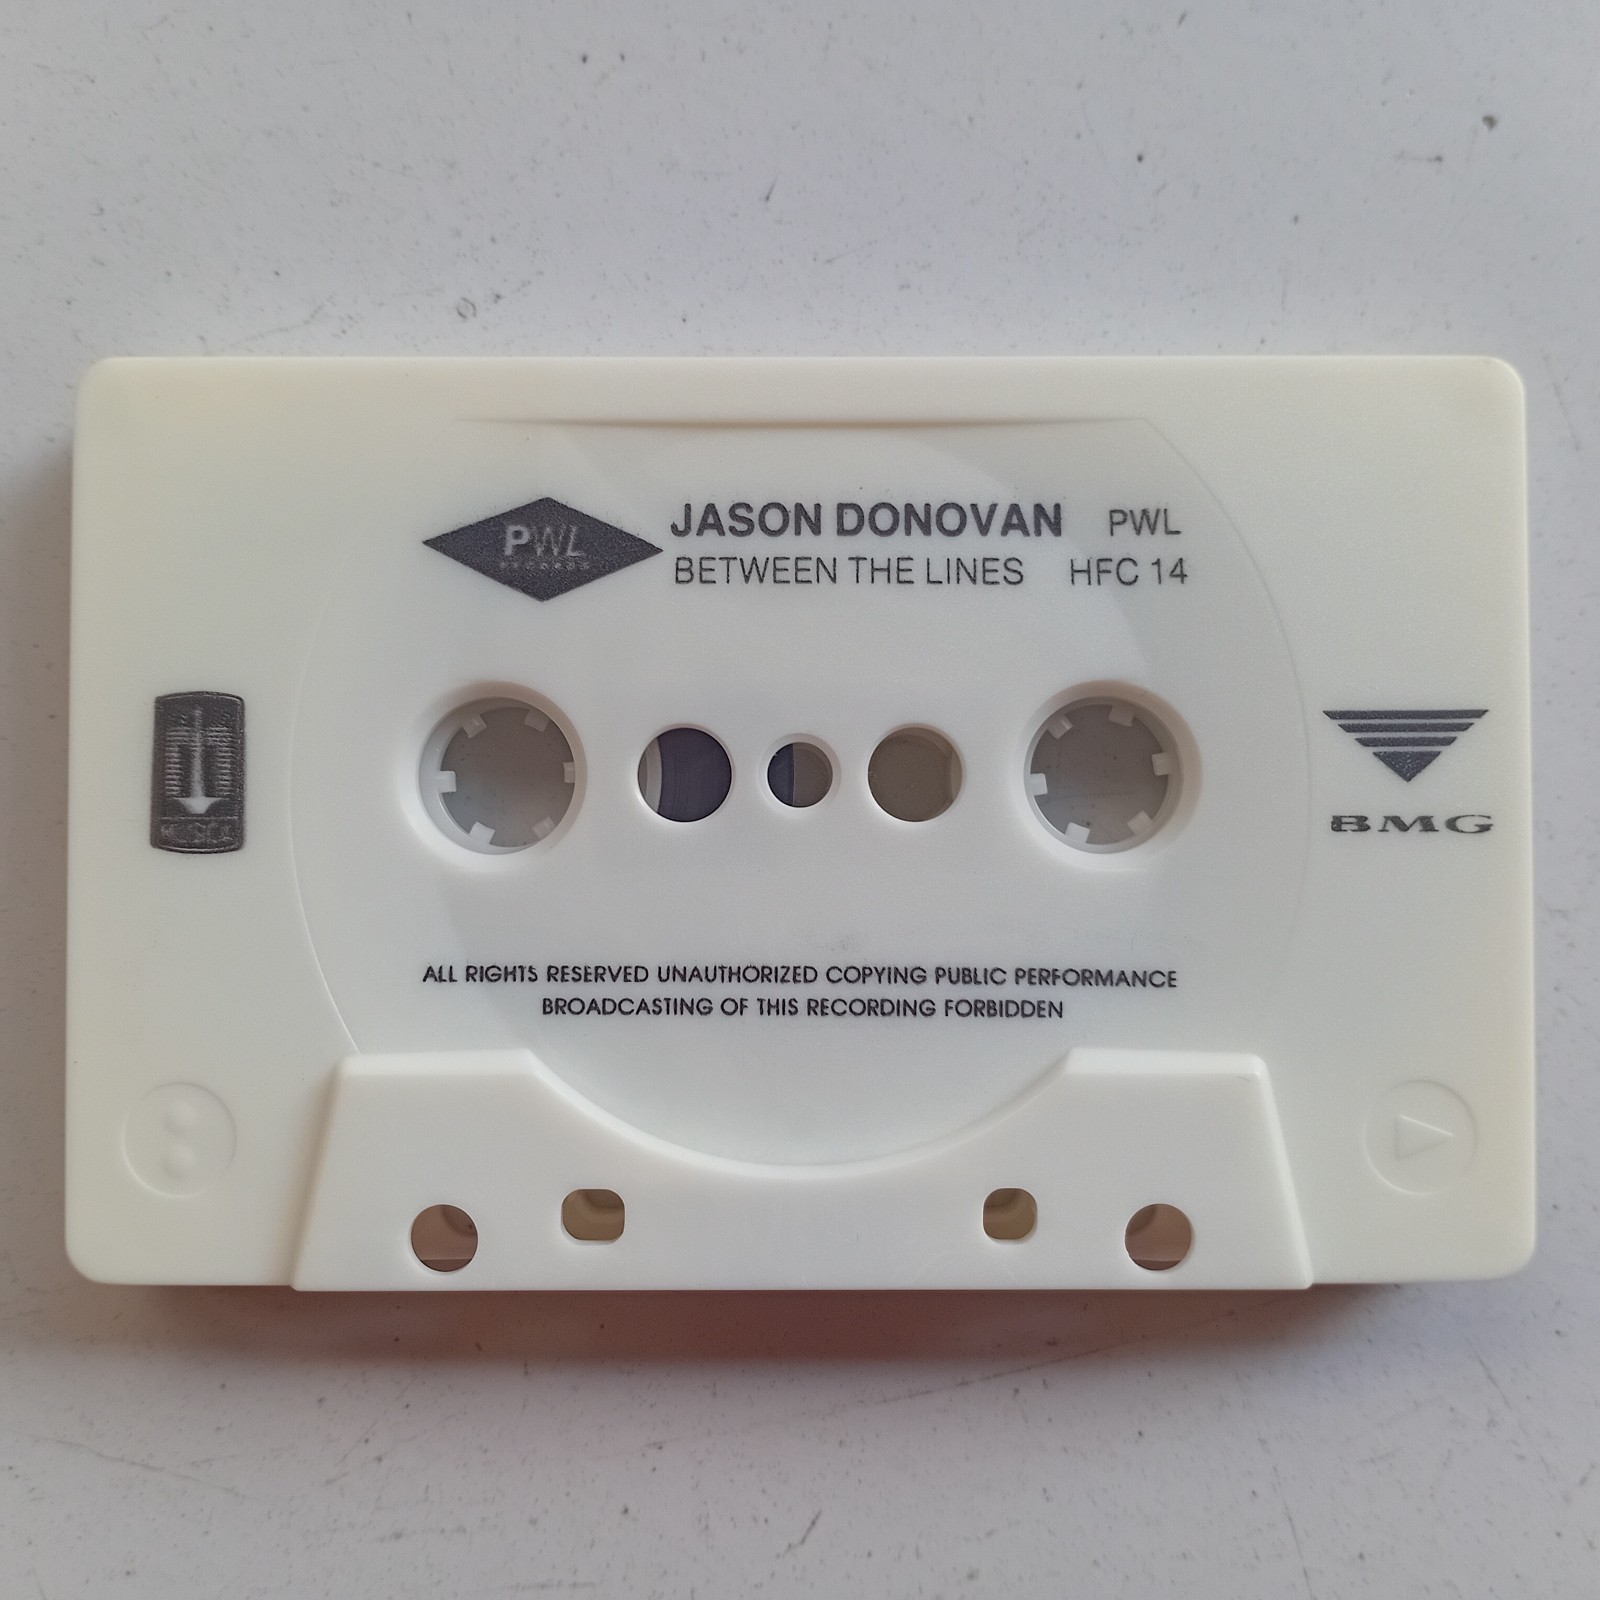 PWL
RECORDS
JASON DONOVAN PWL
BETWEEN THE LINES HFC 14
BMG
ALL RIGHTS RESERVED UNAUTHORIZED COPYING PUBLIC PERFORMANCE
BROADCASTING OF THIS RECORDING FORBIDDEN